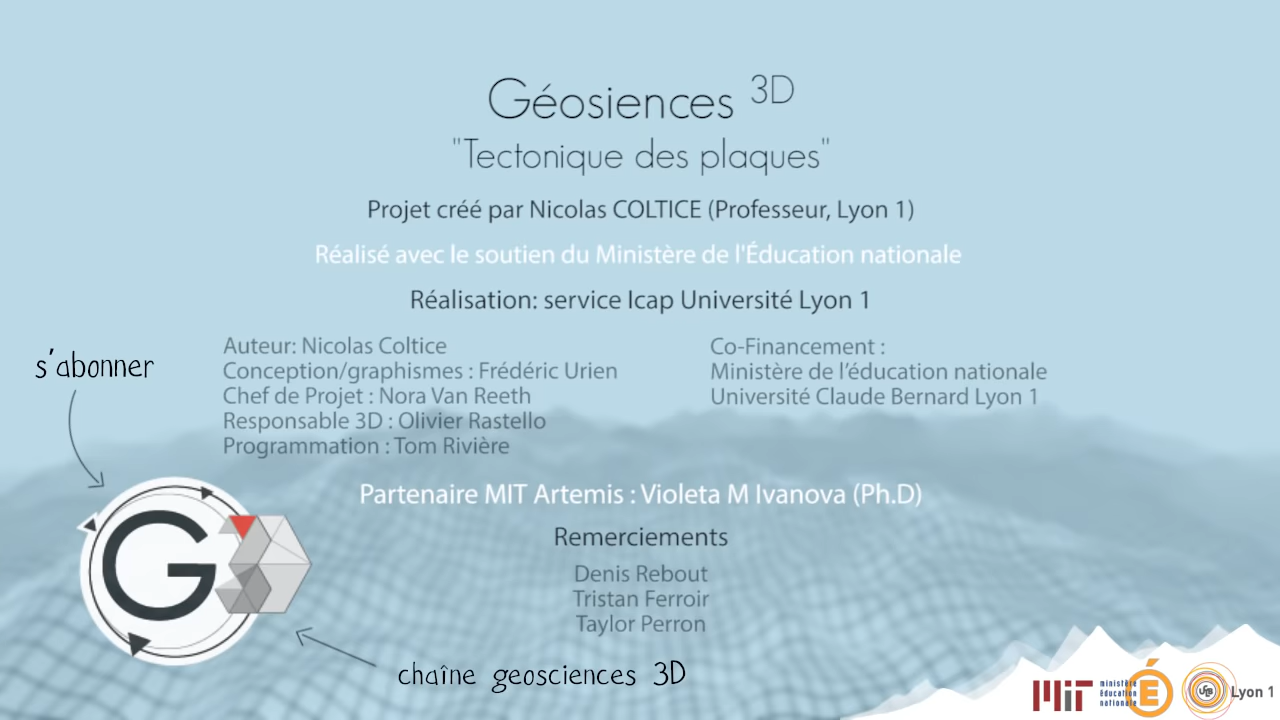 Géosiences 3D
"Tectonique des plaques"
Projet créé par Nicolas COLTICE (Professeur, Lyon 1)
Réalisé avec le soutien du Ministère de l'Éducation nationale
Réalisation: service Icap Université Lyon 1
Auteur: Nicolas Coltice
Conception/graphismes : Frédéric Urien
Chef de Projet : Nora Van Reeth
Responsable 3D : Olivier Rastello
Programmation : Tom Rivière
Co-Financement :
Ministère de l’éducation nationale
Université Claude Bernard Lyon 1
s'abonner
Partenaire MIT Artemis : Violeta M Ivanova (Ph.D)
Remerciements
Denis Rebout
Tristan Ferroir
Taylor Perron
G
chaîne geosciences 3D
MIT
ministère
éducation
nationale
É
Lyon 1